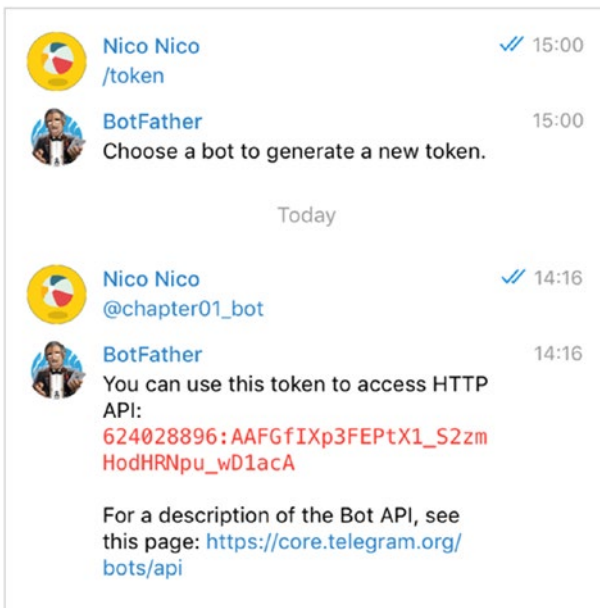 Nico Nico 15:00
/token
BotFather 15:00
Choose a bot to generate a new token.
Today
Nico Nico 14:16
@chapter01_bot
BotFather 14:16
You can use this token to access HTTP
API:
624028896:AAFGfIXp3FEPtX1_S2zm
HodHRNpu_wD1acA
For a description of the Bot API, see
this page: https://core.telegram.org/
bots/api